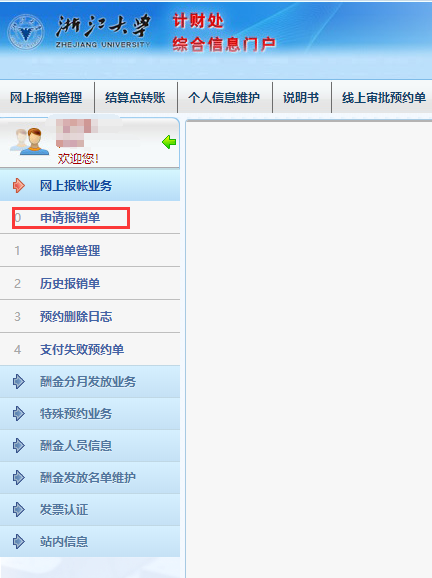 浙江大学
ZHEJIANG UNIVERSITY
计财处
综合信息门户
网上报销管理 结算点转账 个人信息维护 说明书 线上审批预约单
欢迎您!
网上报帐业务
0 申请报销单
1 报销单管理
2 历史报销单
3 预约删除日志
4 支付失败预约单
酬金分月发放业务
特殊预约业务
酬金人员信息
酬金发放名单维护
发票认证
站内信息